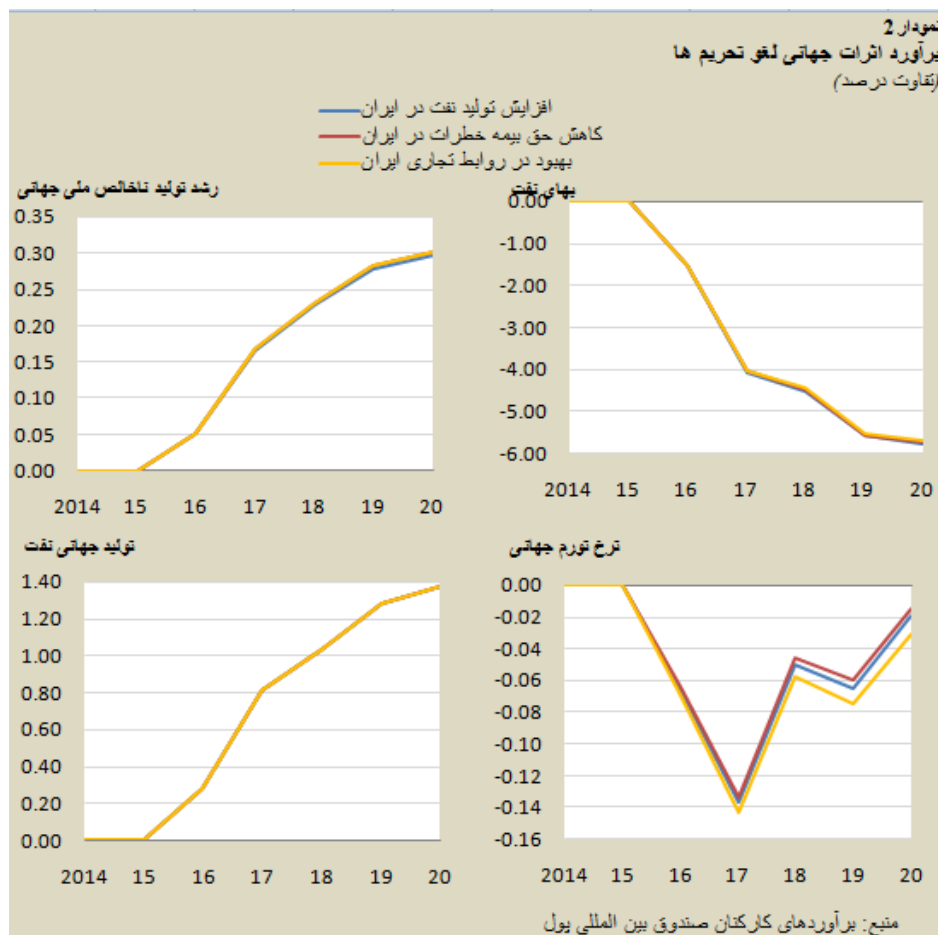 نمودار 2
برآورد اثرات جهانی لغو تحریم ها
(تفاوت درصد)
افزایش تولید نفت در ایران
کاهش حق بیمه خطرات در ایران
بهبود در روابط تجاری ایران
رشد تولید ناخالص ملی جهانی
0.35
0.30
0.25
0.20
0.15
0.10
0.05
0.00
2014 15 16 17 18 19 20
بهای نفت
0.00
-1.00
-2.00
-3.00
-4.00
-5.00
-6.00
2014 15 16 17 18 19 20
تولید جهانی نفت
1.40
1.20
1.00
0.80
0.60
0.40
0.20
0.00
2014 15 16 17 18 19 20
نرخ تورم جهانی
0.00
-0.02
-0.04
-0.06
-0.08
-0.10
-0.12
-0.14
-0.16
2014 15 16 17 18 19 20
منبع: برآوردهای کارکنان صندوق بین المللی پول